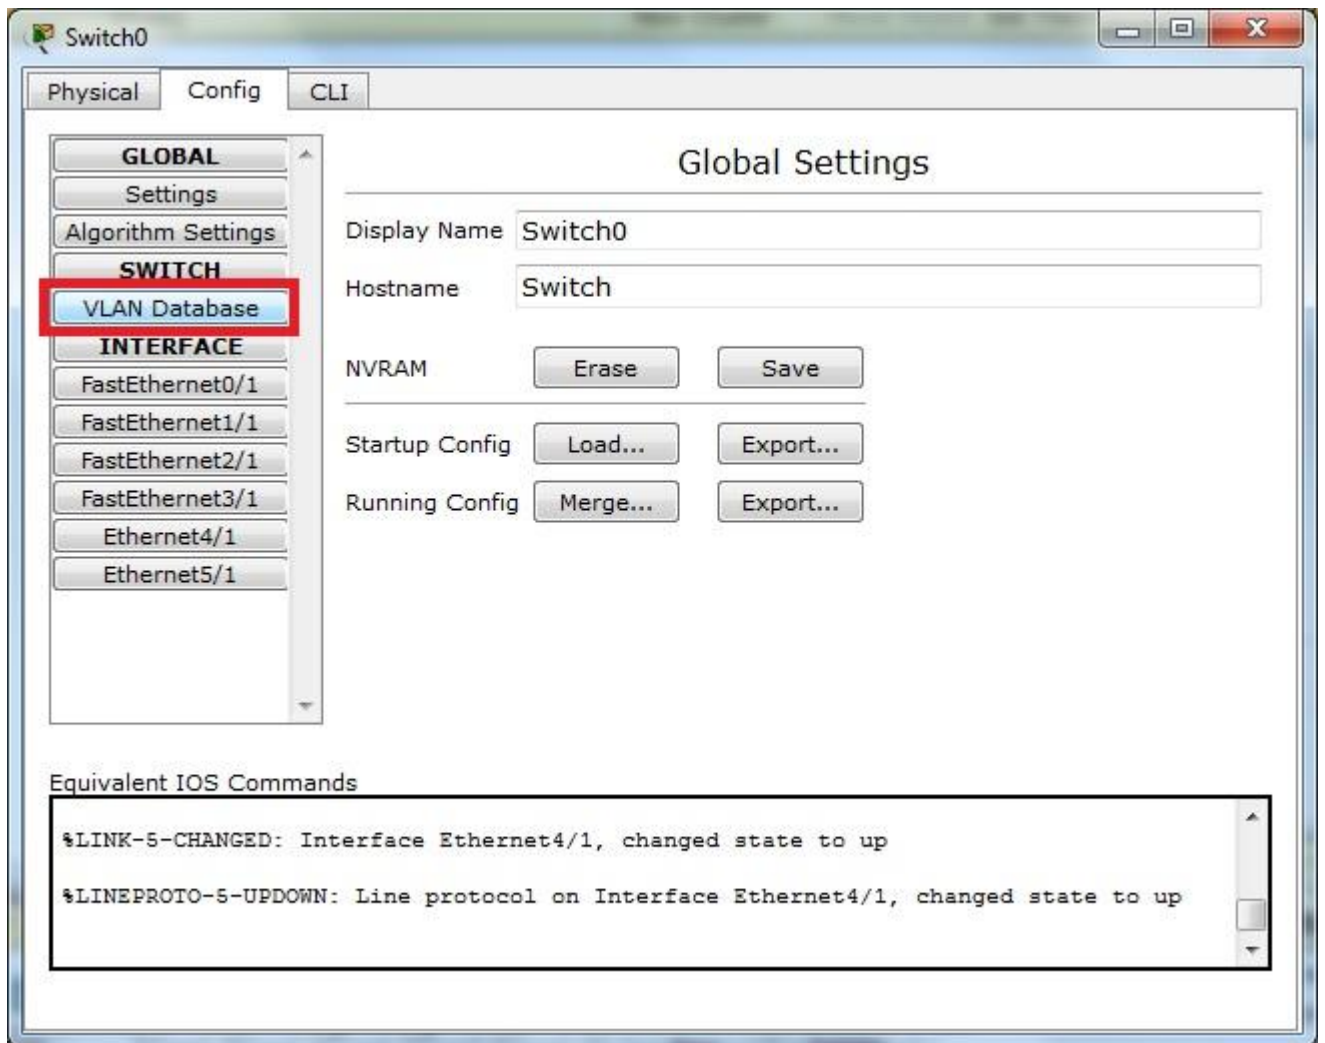 Switch0
Physical
Config
CLI
GLOBAL
Settings
Algorithm Settings
SWITCH
VLAN Database
INTERFACE
FastEthernet0/1
FastEthernet1/1
FastEthernet2/1
FastEthernet3/1
Ethernet4/1
Ethernet5/1
Global Settings
Display Name Switch0
Hostname Switch
NVRAM Erase Save
Startup Config Load... Export...
Running Config Merge... Export...
Equivalent IOS Commands
%LINK-5-CHANGED: Interface Ethernet4/1, changed state to up
%LINEPROTO-5-UPDOWN: Line protocol on Interface Ethernet4/1, changed state to up